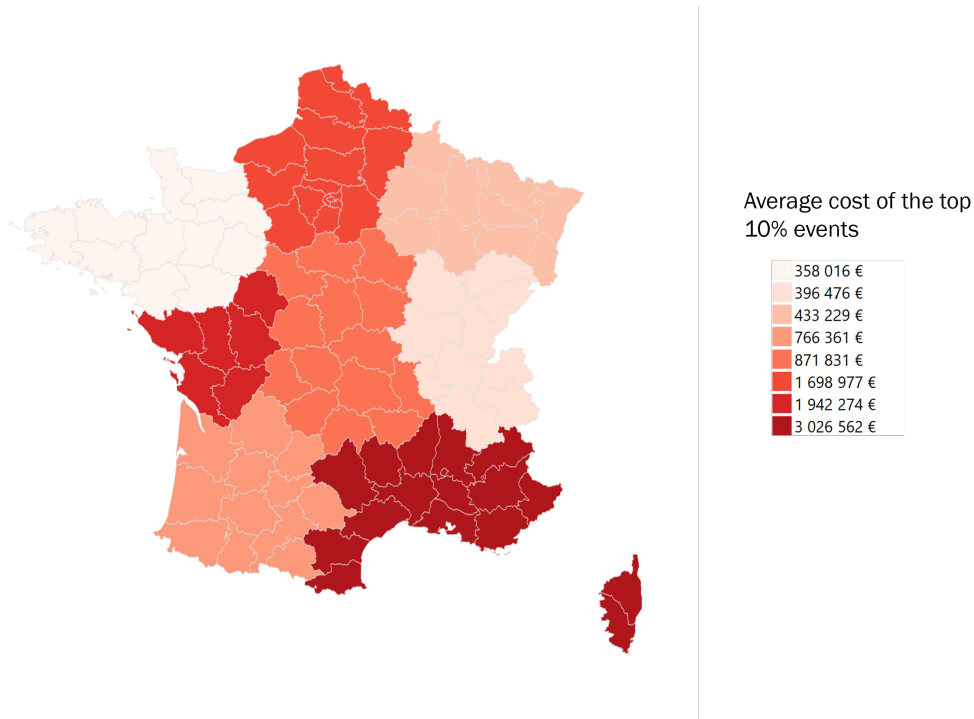 Average cost of the top
10% events
358 016 €
396 476 €
433 229 €
766 361 €
871 831 €
1 698 977 €
1 942 274 €
3 026 562 €